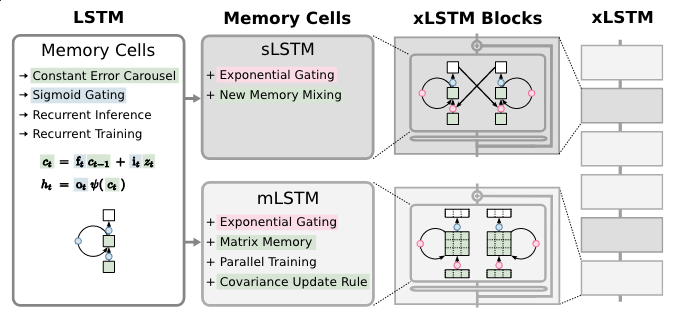 LSTM
Memory Cells
→ Constant Error Carousel
→ Sigmoid Gating
→ Recurrent Inference
→ Recurrent Training
c_t = f_t c_{t−1} + i_t z_t
h_t = o_t ψ( c_t )
Memory Cells
sLSTM
+ Exponential Gating
+ New Memory Mixing
mLSTM
+ Exponential Gating
+ Matrix Memory
+ Parallel Training
+ Covariance Update Rule
xLSTM Blocks
xLSTM